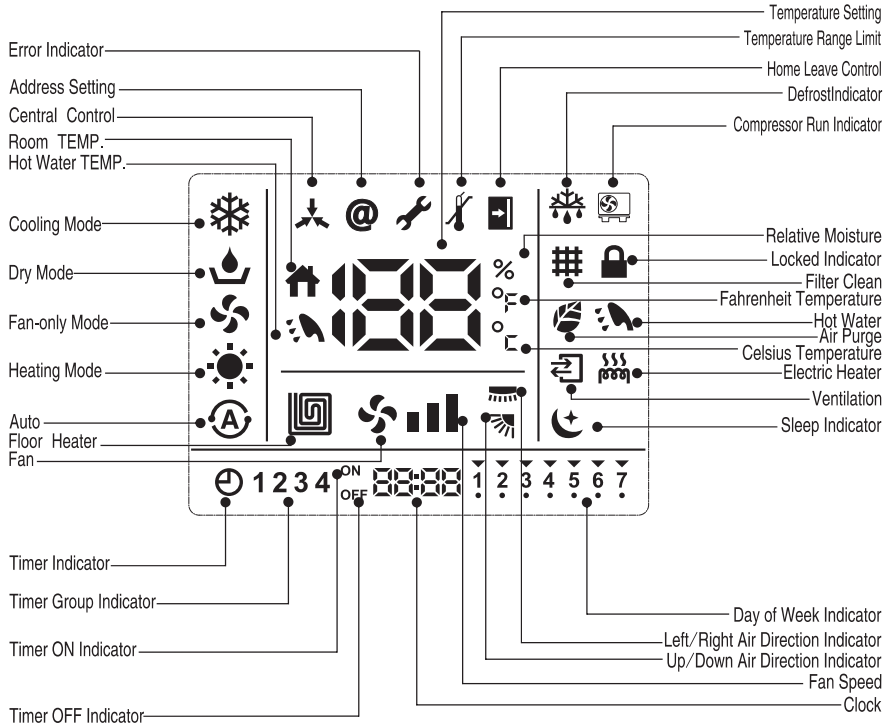 Temperature Setting
Temperature Range Limit
Home Leave Control
DefrostIndicator
Compressor Run Indicator
Error Indicator
Address Setting
Central Control
Room TEMP.
Hot Water TEMP.
Cooling Mode
Dry Mode
Fan-only Mode
Heating Mode
Auto
Floor Heater
Fan
@
188
%
°F
°C
A
Relative Moisture
Locked Indicator
Filter Clean
Fahrenheit Temperature
Hot Water
Air Purge
Celsius Temperature
Electric Heater
Ventilation
Sleep Indicator
1 2 3 4 ON OFF 88:88 1 2 3 4 5 6 7
Timer Indicator
Timer Group Indicator
Timer ON Indicator
Timer OFF Indicator
Day of Week Indicator
Left/Right Air Direction Indicator
Up/Down Air Direction Indicator
Fan Speed
Clock